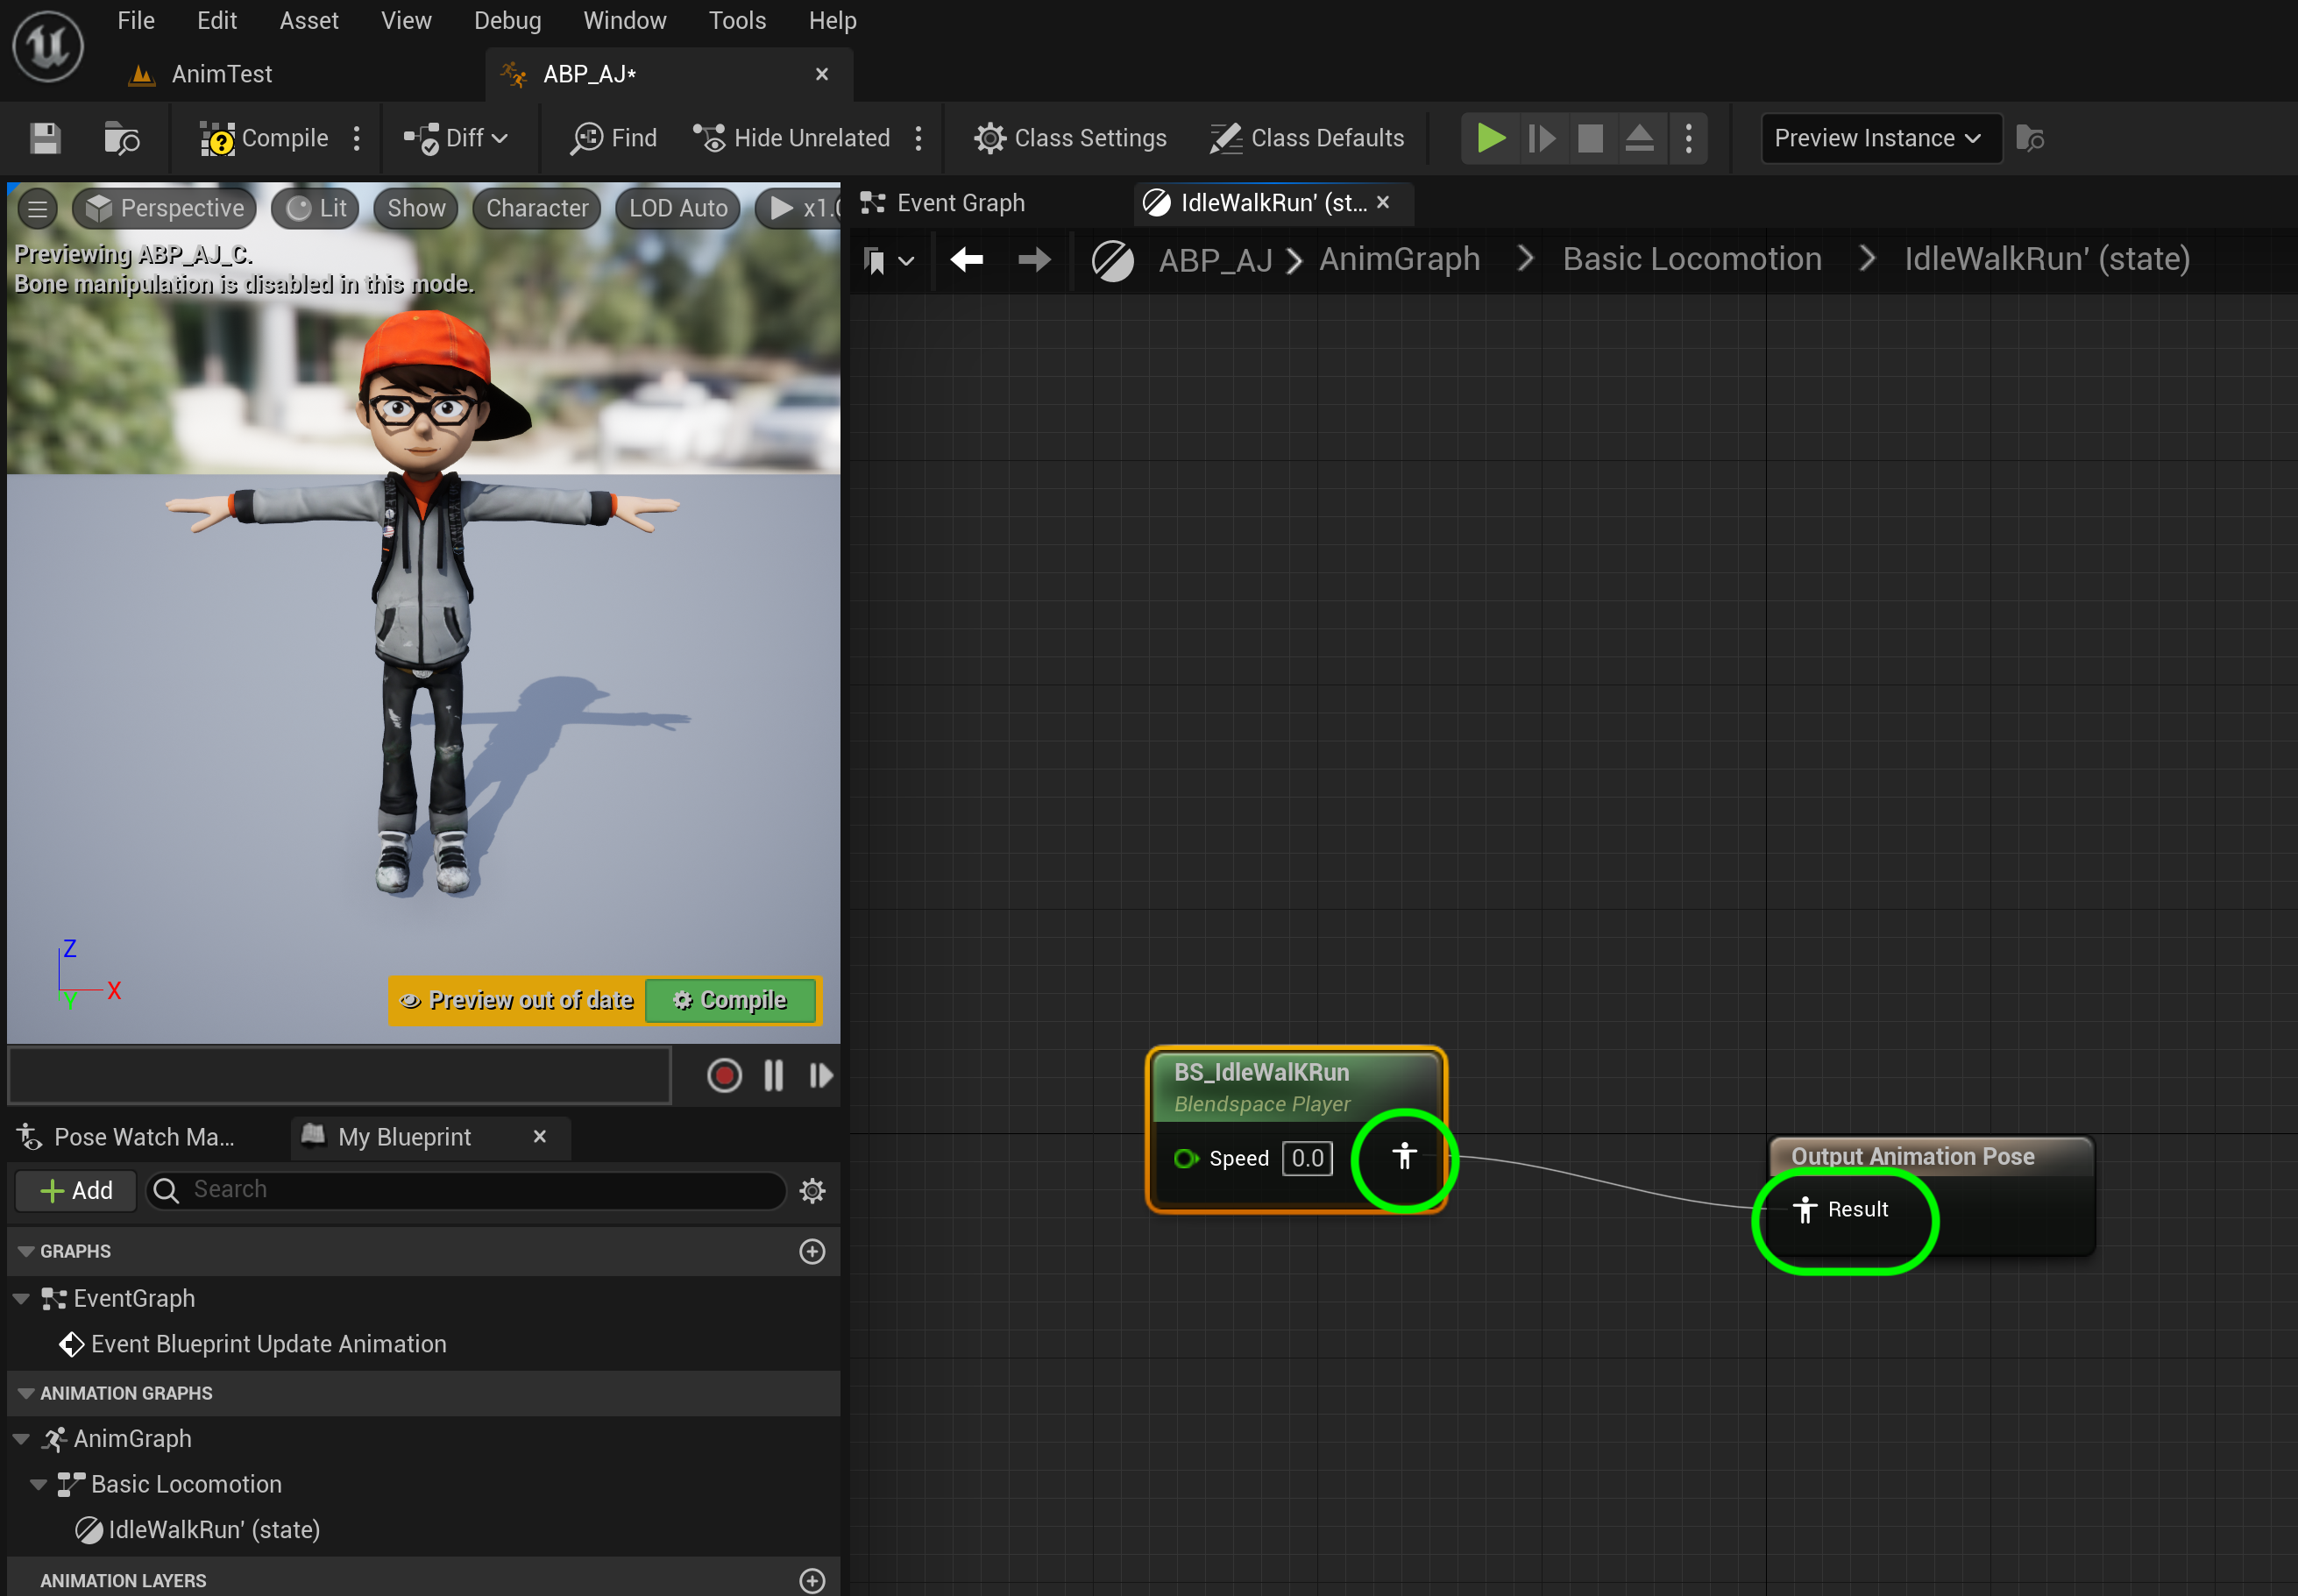 File Edit Asset View Debug Window Tools Help
AnimTest ABP_AJ*
Compile Diff Find Hide Unrelated Class Settings Class Defaults Preview Instance
Perspective Lit Show Character LOD Auto
Event Graph IdleWalkRun' (st...
Previewing ABP_AJ_C.
Bone manipulation is disabled in this mode.
ABP_AJ > AnimGraph > Basic Locomotion > IdleWalkRun' (state)
Z
X
Y
Preview out of date Compile
BS_IdleWalKRun
Blendspace Player
Speed 0.0
Output Animation Pose
Result
Pose Watch Ma... My Blueprint
Add Search
GRAPHS
EventGraph
Event Blueprint Update Animation
ANIMATION GRAPHS
AnimGraph
Basic Locomotion
IdleWalkRun' (state)
ANIMATION LAYERS